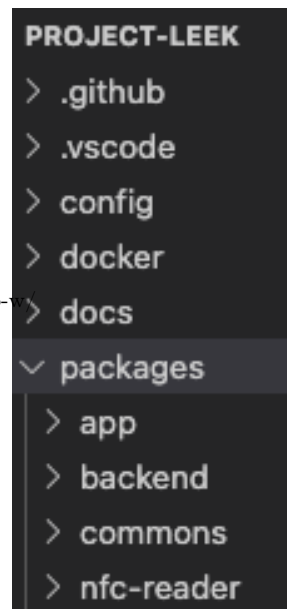 PROJECT-LEEK
.github
.vscode
config
docker
-w/
docs
packages
app
backend
commons
nfc-reader